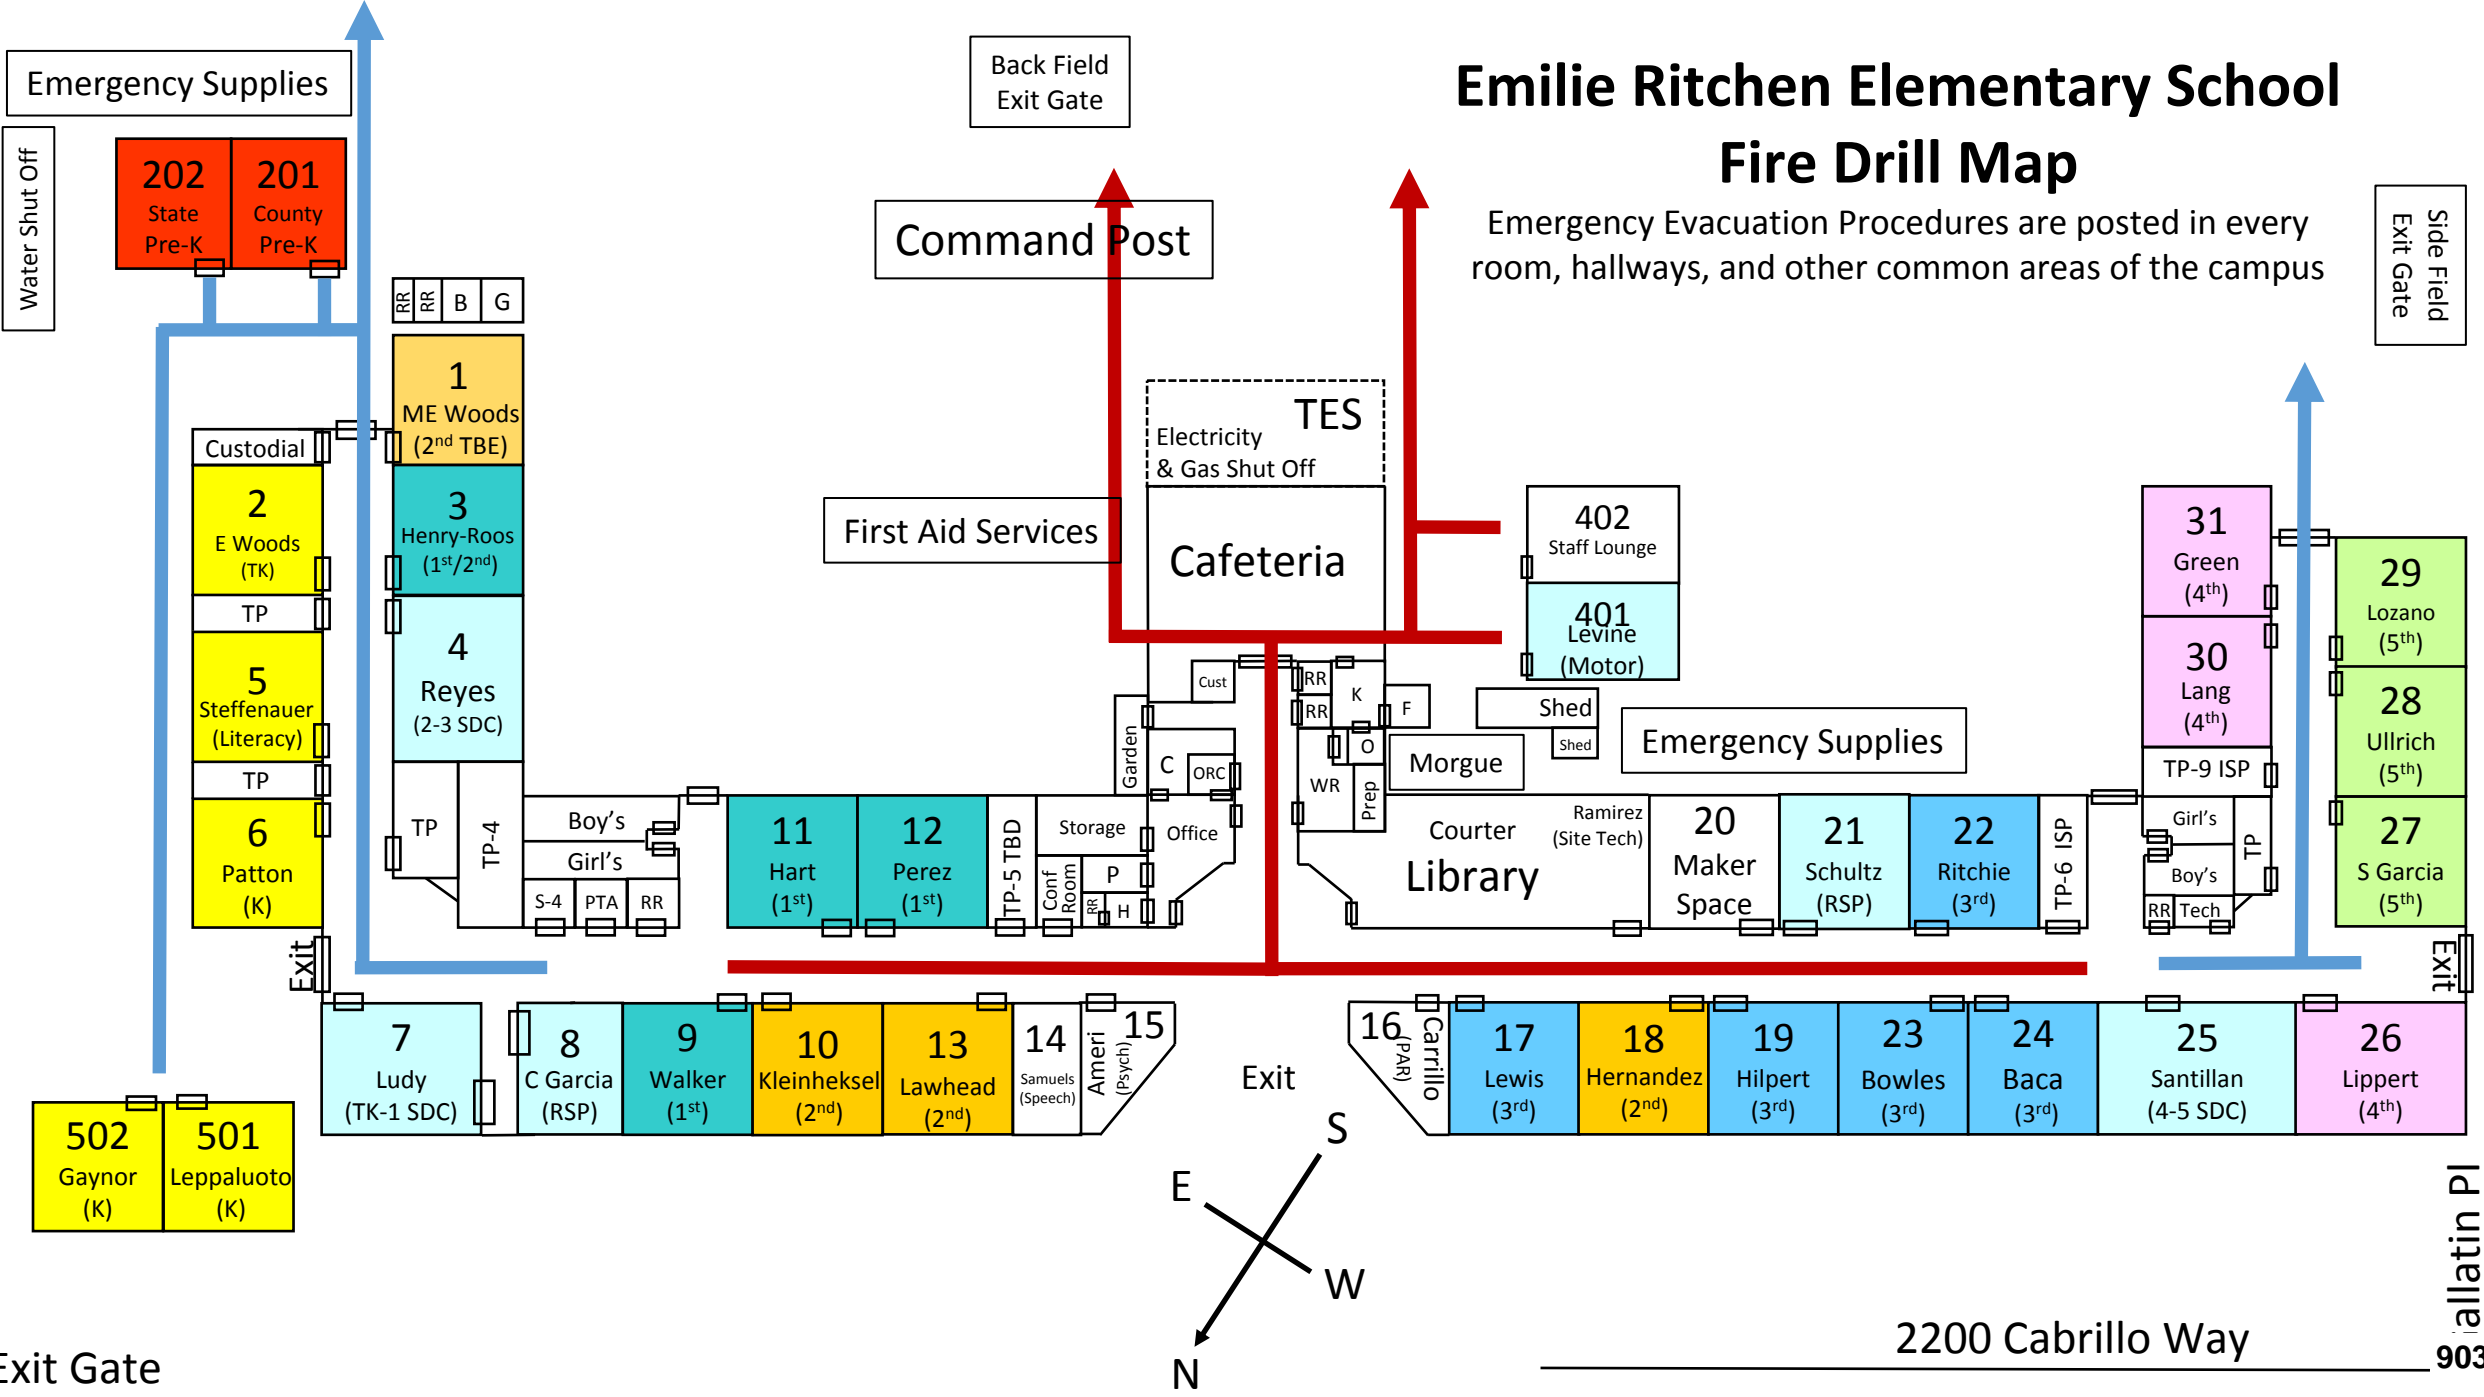 Emilie Ritchen Elementary School
Fire Drill Map
Emergency Evacuation Procedures are posted in every
room, hallways, and other common areas of the campus
Emergency Supplies
Water Shut Off
Back Field
Exit Gate
Command Post
Side Field
Exit Gate
202
State
Pre-K
201
County
Pre-K
RR
RR
B
G
1
ME Woods
(2nd TBE)
Custodial
2
E Woods
(TK)
TP
5
Steffenauer
(Literacy)
TP
6
Patton
(K)
Exit
3
Henry-Roos
(1st/2nd)
4
Reyes
(2-3 SDC)
TP
TP-4
Boy's
Girl's
S-4
PTA
RR
First Aid Services
TES
Electricity
& Gas Shut Off
Cafeteria
402
Staff Lounge
401
Levine
(Motor)
Cust
RR
RR
K
F
Shed
Shed
Emergency Supplies
Garden
C
ORC
O
WR
Prep
Morgue
11
Hart
(1st)
12
Perez
(1st)
TP-5 TBD
Storage
Conf
Room
P
RR
H
Office
Courter
Library
Ramirez
(Site Tech)
20
Maker
Space
21
Schultz
(RSP)
22
Ritchie
(3rd)
TP-6 ISP
31
Green
(4th)
30
Lang
(4th)
TP-9 ISP
Girl's
Boy's
TP
RR
Tech
29
Lozano
(5th)
28
Ullrich
(5th)
27
S Garcia
(5th)
Exit
7
Ludy
(TK-1 SDC)
8
C Garcia
(RSP)
9
Walker
(1st)
10
Kleinheksel
(2nd)
13
Lawhead
(2nd)
14
Samuels
(Speech)
15
Ameri
(Psych)
Exit
16
Carrillo
(PAR)
17
Lewis
(3rd)
18
Hernandez
(2nd)
19
Hilpert
(3rd)
23
Bowles
(3rd)
24
Baca
(3rd)
25
Santillan
(4-5 SDC)
26
Lippert
(4th)
502
Gaynor
(K)
501
Leppaluoto
(K)
S
E
W
N
Exit Gate
2200 Cabrillo Way
allatin Pl
903